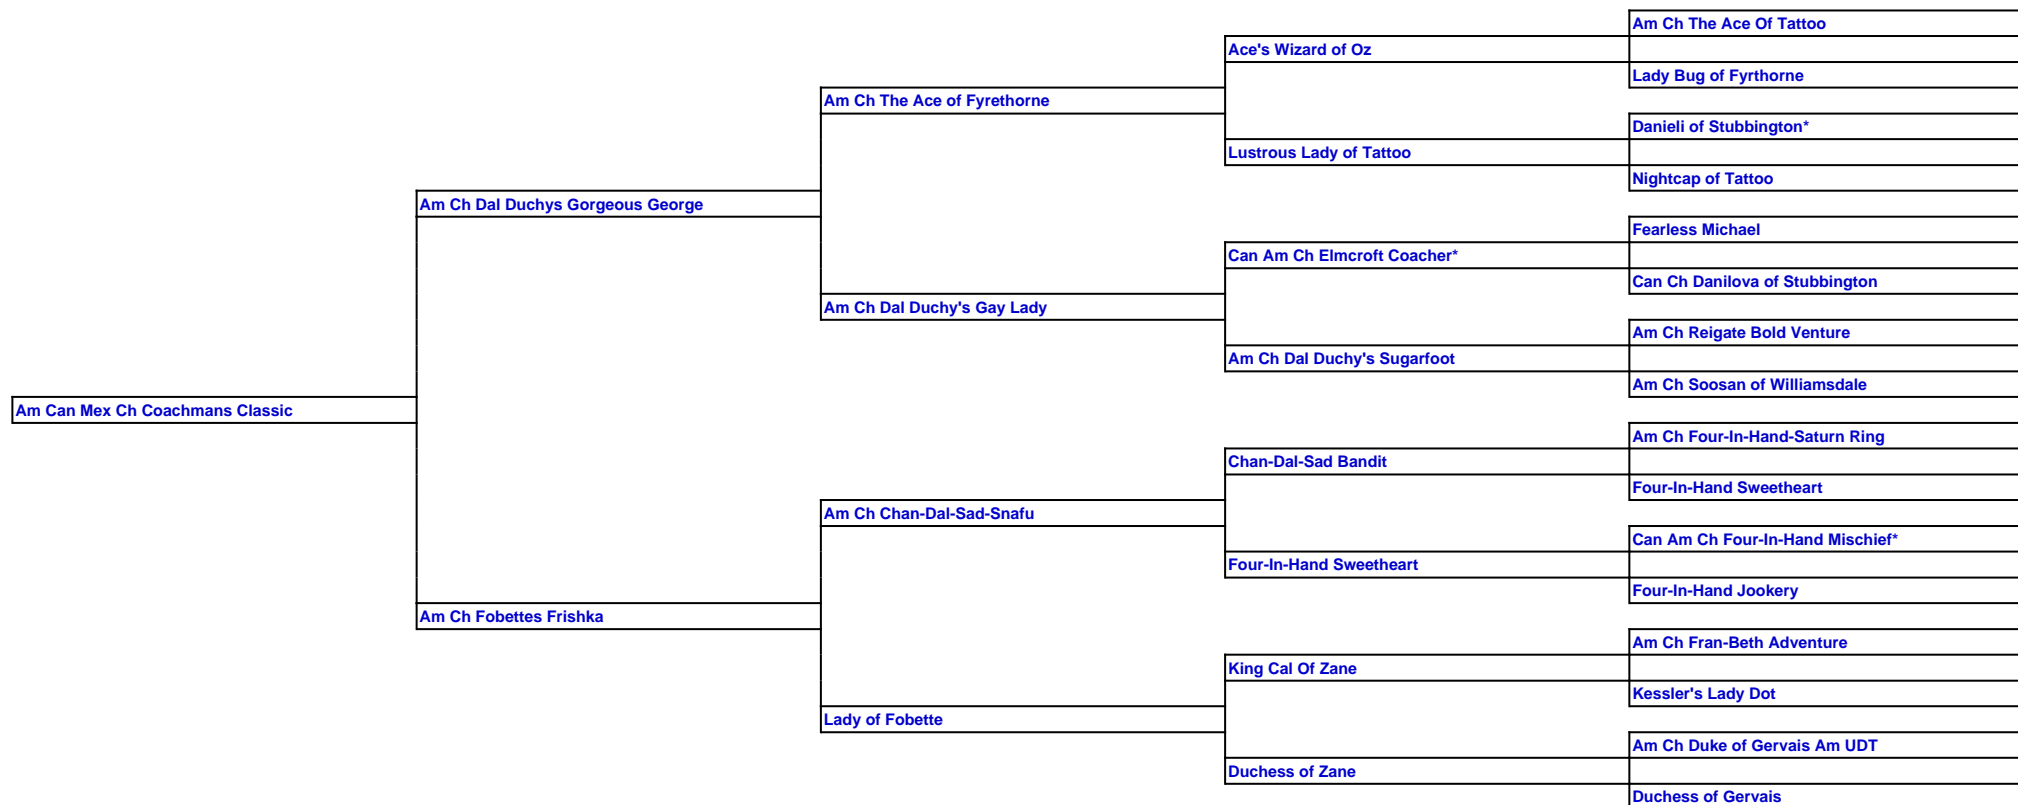 Am Ch The Ace Of Tattoo
Ace's Wizard of Oz
Lady Bug of Fyrthorne
Am Ch The Ace of Fyrethorne
Danieli of Stubbington*
Lustrous Lady of Tattoo
Nightcap of Tattoo
Am Ch Dal Duchys Gorgeous George
Fearless Michael
Can Am Ch Elmcroft Coacher*
Can Ch Danilova of Stubbington
Am Ch Dal Duchy's Gay Lady
Am Ch Reigate Bold Venture
Am Ch Dal Duchy's Sugarfoot
Am Ch Soosan of Williamsdale
Am Can Mex Ch Coachmans Classic
Am Ch Four-In-Hand-Saturn Ring
Chan-Dal-Sad Bandit
Four-In-Hand Sweetheart
Am Ch Chan-Dal-Sad-Snafu
Can Am Ch Four-In-Hand Mischief*
Four-In-Hand Sweetheart
Four-In-Hand Jookery
Am Ch Fobettes Frishka
Am Ch Fran-Beth Adventure
King Cal Of Zane
Kessler's Lady Dot
Lady of Fobette
Am Ch Duke of Gervais Am UDT
Duchess of Zane
Duchess of Gervais